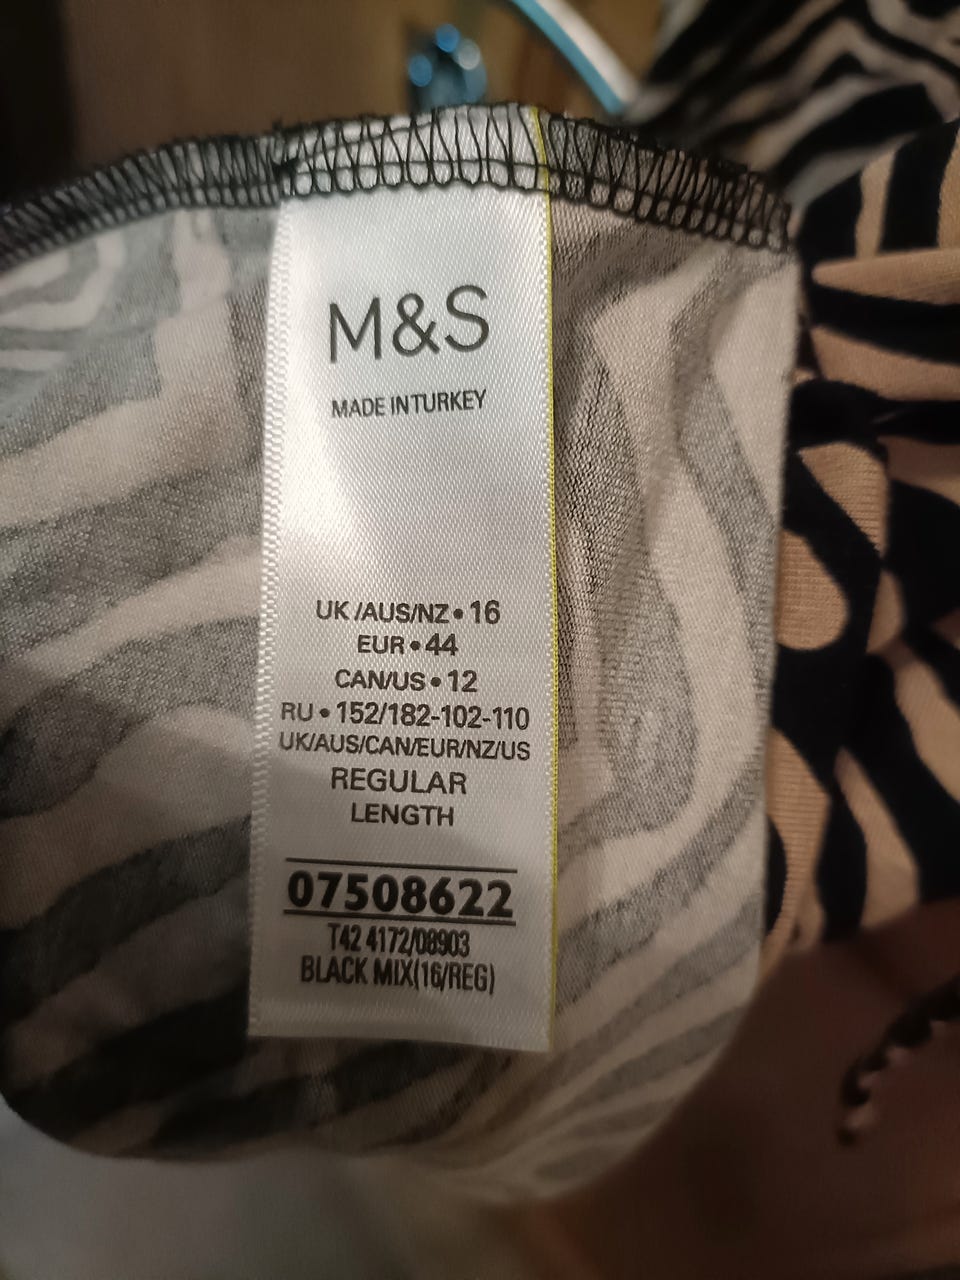 M&S
MADE IN TURKEY
UK/AUS/NZ • 16
EUR • 44
CAN/US • 12
RU • 152/182-102-110
UK/AUS/CAN/EUR/NZ/US
REGULAR
LENGTH
07508622
T42 4172/08903
BLACK MIX(16/REG)